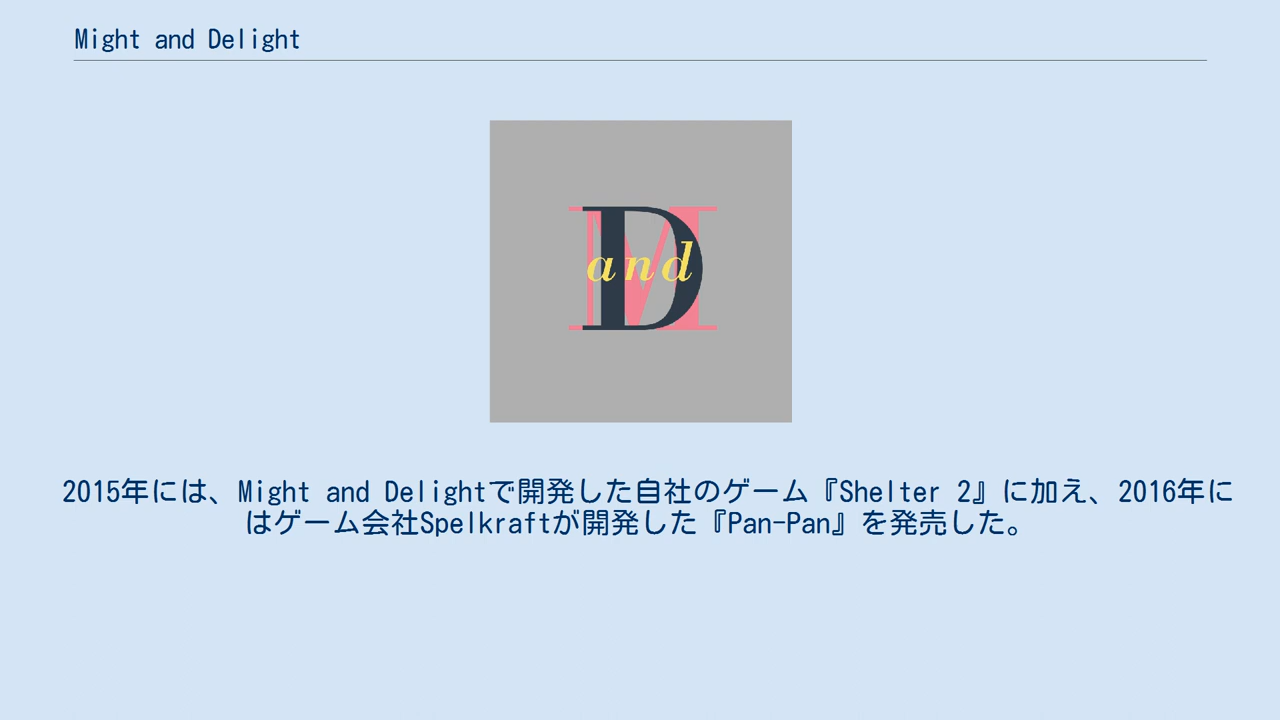 Might and Delight
M
D
and
2015年には、Might and Delightで開発した自社のゲーム『Shelter 2』に加え、2016年に
はゲーム会社Spelkraftが開発した『Pan-Pan』を発売した。